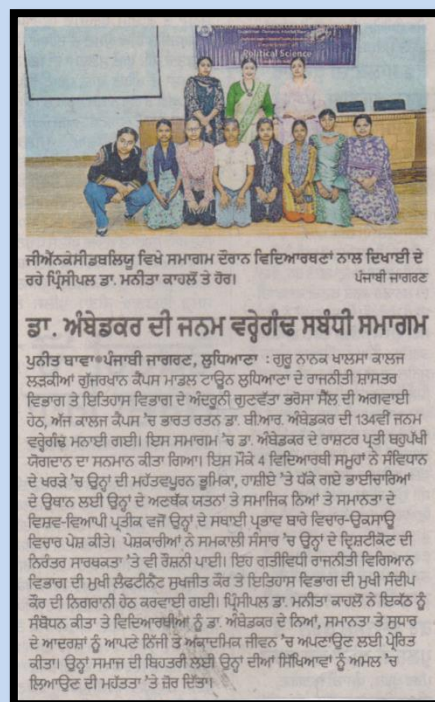 Political Science
ਜੀਐੱਨਕੇਸੀਡਬਲਿਯੂ ਵਿਖੇ ਸਮਾਗਮ ਦੌਰਾਨ ਵਿਦਿਆਰਥਣਾਂ ਨਾਲ ਦਿਖਾਈ ਦੇ
ਰਹੇ ਪ੍ਰਿੰਸੀਪਲ ਡਾ. ਮਨੀਤਾ ਕਾਹਲੋਂ ਤੇ ਹੋਰ। ਪੰਜਾਬੀ ਜਾਗਰਣ
ਡਾ. ਅੰਬੇਡਕਰ ਦੀ ਜਨਮ ਵਰ੍ਹੇਗੰਢ ਸਬੰਧੀ ਸਮਾਗਮ
ਪੁਨੀਤ ਬਾਵਾ•ਪੰਜਾਬੀ ਜਾਗਰਣ, ਲੁਧਿਆਣਾ : ਗੁਰੂ ਨਾਨਕ ਖਾਲਸਾ ਕਾਲਜ
ਲੜਕੀਆਂ ਗੁੱਜਰਖਾਨ ਕੈਂਪਸ ਮਾਡਲ ਟਾਊਨ ਲੁਧਿਆਣਾ ਦੇ ਰਾਜਨੀਤੀ ਸ਼ਾਸਤਰ
ਵਿਭਾਗ ਤੇ ਇਤਿਹਾਸ ਵਿਭਾਗ ਦੇ ਅੰਦਰੂਨੀ ਗੁਣਵੱਤਾ ਭਰੋਸਾ ਸੈੱਲ ਦੀ ਅਗਵਾਈ
ਹੇਠ, ਅੱਜ ਕਾਲਜ ਕੈਂਪਸ 'ਚ ਭਾਰਤ ਰਤਨ ਡਾ. ਬੀ.ਆਰ. ਅੰਬੇਡਕਰ ਦੀ 134ਵੀਂ ਜਨਮ
ਵਰ੍ਹੇਗੰਢ ਮਨਾਈ ਗਈ। ਇਸ ਸਮਾਗਮ 'ਚ ਡਾ. ਅੰਬੇਡਕਰ ਦੇ ਰਾਸ਼ਟਰ ਪ੍ਰਤੀ ਬਹੁਪੱਖੀ
ਯੋਗਦਾਨ ਦਾ ਸਨਮਾਨ ਕੀਤਾ ਗਿਆ। ਇਸ ਮੌਕੇ 4 ਵਿਦਿਆਰਥੀ ਸਮੂਹਾਂ ਨੇ ਸੰਵਿਧਾਨ
ਦੇ ਖਰੜੇ 'ਚ ਉਨ੍ਹਾਂ ਦੀ ਮਹੱਤਵਪੂਰਨ ਭੂਮਿਕਾ, ਹਾਸ਼ੀਏ 'ਤੇ ਧੱਕੇ ਗਏ ਭਾਈਚਾਰਿਆਂ
ਦੇ ਉਥਾਨ ਲਈ ਉਨ੍ਹਾਂ ਦੇ ਅਣਥੱਕ ਯਤਨਾਂ ਤੇ ਸਮਾਜਿਕ ਨਿਆਂ ਤੇ ਸਮਾਨਤਾ ਦੇ
ਵਿਸ਼ਵ-ਵਿਆਪੀ ਪ੍ਰਤੀਕ ਵਜੋਂ ਉਨ੍ਹਾਂ ਦੇ ਸਥਾਈ ਪ੍ਰਭਾਵ ਬਾਰੇ ਵਿਚਾਰ-ਉਕਸਾਊ
ਵਿਚਾਰ ਪੇਸ਼ ਕੀਤੇ। ਪੇਸ਼ਕਾਰੀਆਂ ਨੇ ਸਮਕਾਲੀ ਸੰਸਾਰ 'ਚ ਉਨ੍ਹਾਂ ਦੇ ਦ੍ਰਿਸ਼ਟੀਕੋਣ ਦੀ
ਨਿਰੰਤਰ ਸਾਰਥਕਤਾ 'ਤੇ ਵੀ ਰੌਸ਼ਨੀ ਪਾਈ। ਇਹ ਗਤੀਵਿਧੀ ਰਾਜਨੀਤੀ ਵਿਗਿਆਨ
ਵਿਭਾਗ ਦੀ ਮੁਖੀ ਲੈਫਟੀਨੈਂਟ ਸੁਖਜੀਤ ਕੌਰ ਤੇ ਇਤਿਹਾਸ ਵਿਭਾਗ ਦੀ ਮੁਖੀ ਸੰਦੀਪ
ਕੌਰ ਦੀ ਨਿਗਰਾਨੀ ਹੇਠ ਕਰਵਾਈ ਗਈ। ਪ੍ਰਿੰਸੀਪਲ ਡਾ. ਮਨੀਤਾ ਕਾਹਲੋਂ ਨੇ ਇਕੱਠ ਨੂੰ
ਸੰਬੋਧਨ ਕੀਤਾ ਤੇ ਵਿਦਿਆਰਥੀਆਂ ਨੂੰ ਡਾ. ਅੰਬੇਡਕਰ ਦੇ ਨਿਆਂ, ਸਮਾਨਤਾ ਤੇ ਸੁਧਾਰ
ਦੇ ਆਦਰਸ਼ਾਂ ਨੂੰ ਆਪਣੇ ਨਿੱਜੀ ਤੇ ਅਕਾਦਮਿਕ ਜੀਵਨ 'ਚ ਅਪਣਾਉਣ ਲਈ ਪ੍ਰੇਰਿਤ
ਕੀਤਾ। ਉਨ੍ਹਾਂ ਸਮਾਜ ਦੀ ਬਿਹਤਰੀ ਲਈ ਉਨ੍ਹਾਂ ਦੀਆਂ ਸਿੱਖਿਆਵਾਂ ਨੂੰ ਅਮਲ 'ਚ
ਲਿਆਉਣ ਦੀ ਮਹੱਤਤਾ 'ਤੇ ਜ਼ੋਰ ਦਿੱਤਾ।